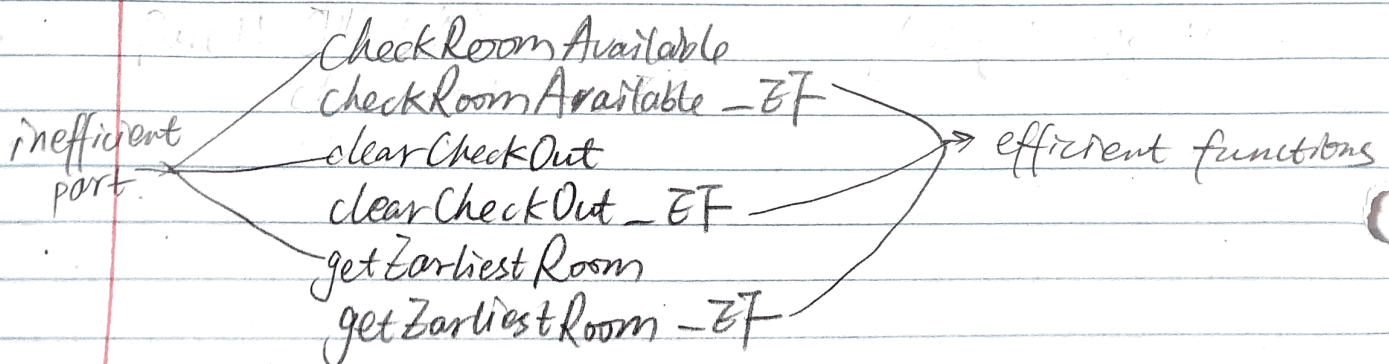 checkRoomAvailable
checkRoomAvailable_EF
inefficient
part
clearCheckOut
efficient functions
clearCheckOut_EF
getEarliestRoom
getEarliestRoom_EF